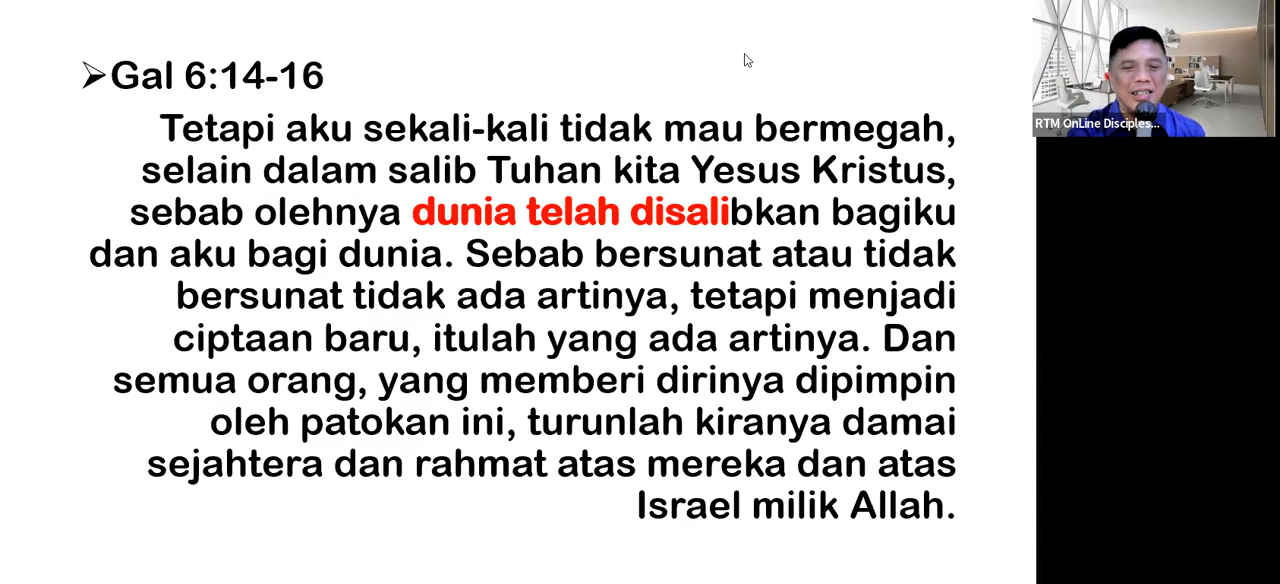 ➢Gal 6:14-16
Tetapi aku sekali-kali tidak mau bermegah,
selain dalam salib Tuhan kita Yesus Kristus,
sebab olehnya dunia telah disalibkan bagiku
dan aku bagi dunia. Sebab bersunat atau tidak
bersunat tidak ada artinya, tetapi menjadi
ciptaan baru, itulah yang ada artinya. Dan
semua orang, yang memberi dirinya dipimpin
oleh patokan ini, turunlah kiranya damai
sejahtera dan rahmat atas mereka dan atas
Israel milik Allah.
RTM OnLine Disciples...